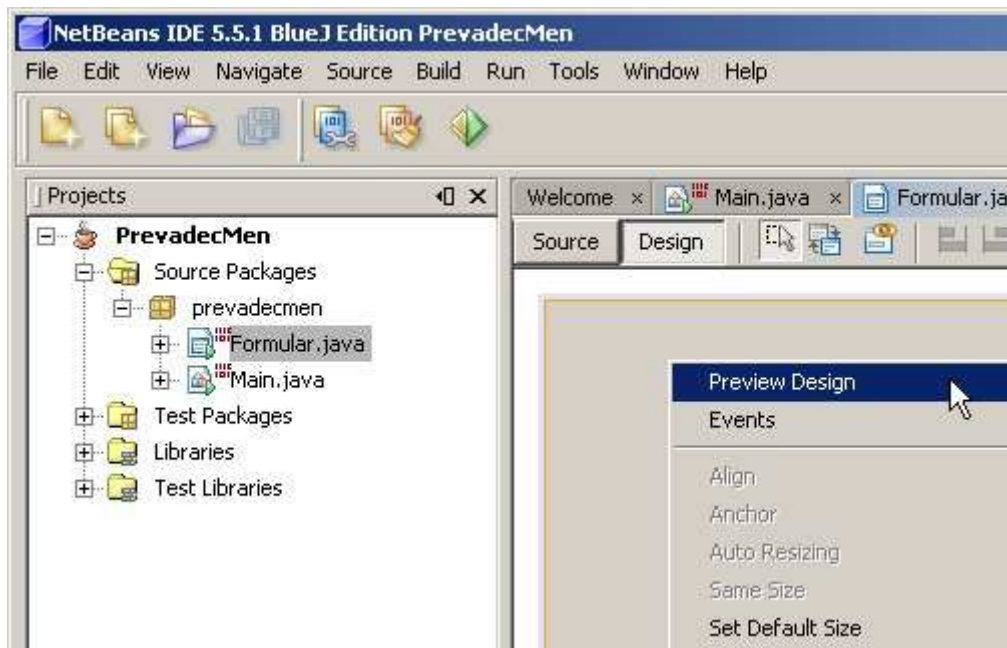 NetBeans IDE 5.5.1 BlueJ Edition PrevadecMen
File Edit View Navigate Source Build Run Tools Window Help
Projects
PrevadecMen
Source Packages
prevadecmen
Formular.java
Main.java
Test Packages
Libraries
Test Libraries
Welcome Main.java Formular.ja
Source Design
Preview Design
Events
Align
Anchor
Auto Resizing
Same Size
Set Default Size